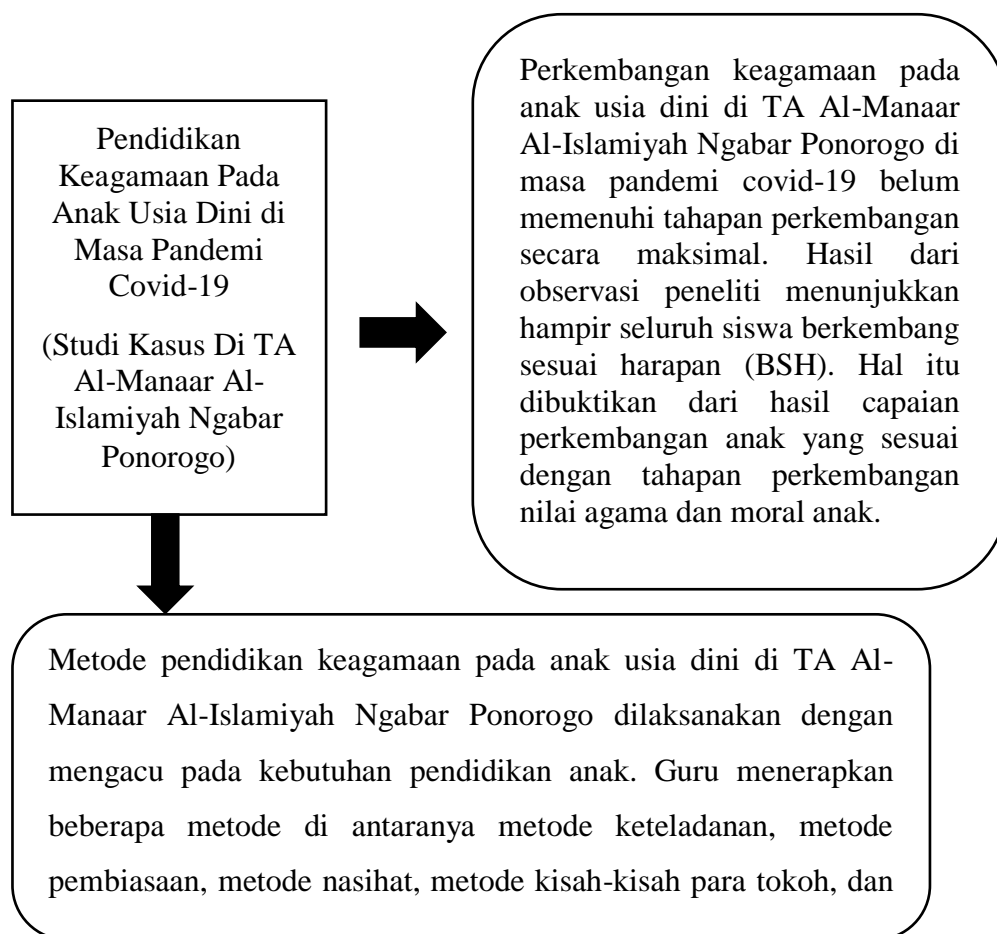 Pendidikan
Keagamaan Pada
Anak Usia Dini di
Masa Pandemi
Covid-19
(Studi Kasus Di TA
Al-Manaar Al-
Islamiyah Ngabar
Ponorogo)
Perkembangan keagamaan pada
anak usia dini di TA Al-Manaar
Al-Islamiyah Ngabar Ponorogo di
masa pandemi covid-19 belum
memenuhi tahapan perkembangan
secara maksimal. Hasil dari
observasi peneliti menunjukkan
hampir seluruh siswa berkembang
sesuai harapan (BSH). Hal itu
dibuktikan dari hasil capaian
perkembangan anak yang sesuai
dengan tahapan perkembangan
nilai agama dan moral anak.
Metode pendidikan keagamaan pada anak usia dini di TA Al-
Manaar Al-Islamiyah Ngabar Ponorogo dilaksanakan dengan
mengacu pada kebutuhan pendidikan anak. Guru menerapkan
beberapa metode di antaranya metode keteladanan, metode
pembiasaan, metode nasihat, metode kisah-kisah para tokoh, dan